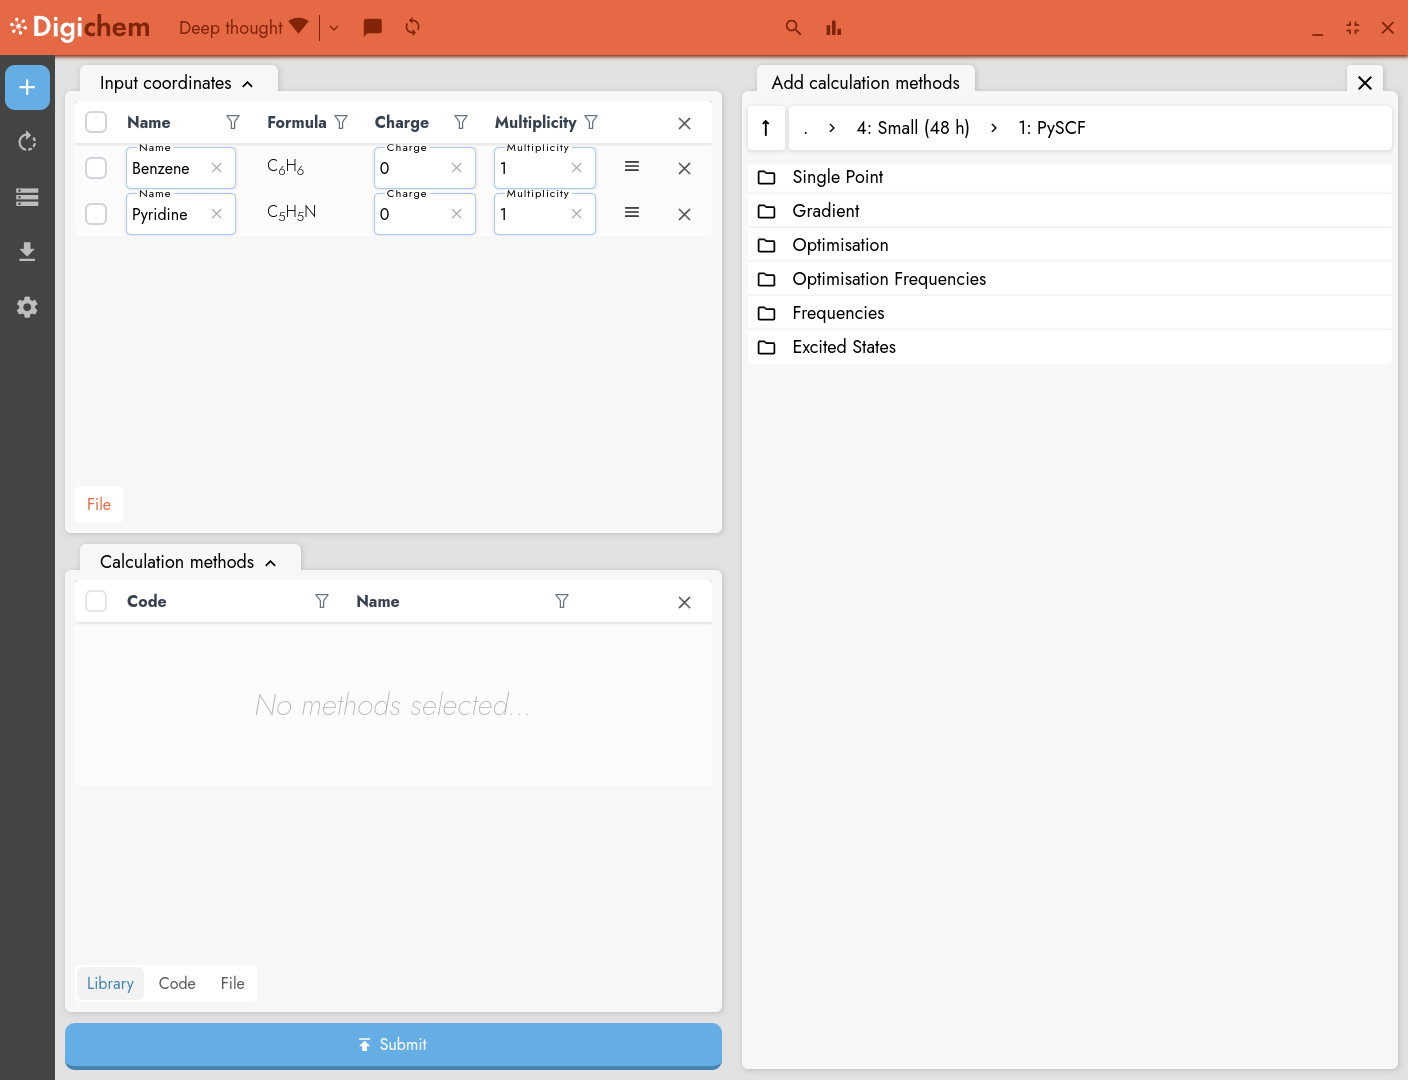 Digichem Deep thought
Input coordinates
Name Formula Charge Multiplicity
Name Charge Multiplicity
Benzene C6H6 0 1
Name Charge Multiplicity
Pyridine C5H5N 0 1
File
Calculation methods
Code Name
No methods selected...
Library Code File
Submit
Add calculation methods
. > 4: Small (48 h) > 1: PySCF
Single Point
Gradient
Optimisation
Optimisation Frequencies
Frequencies
Excited States